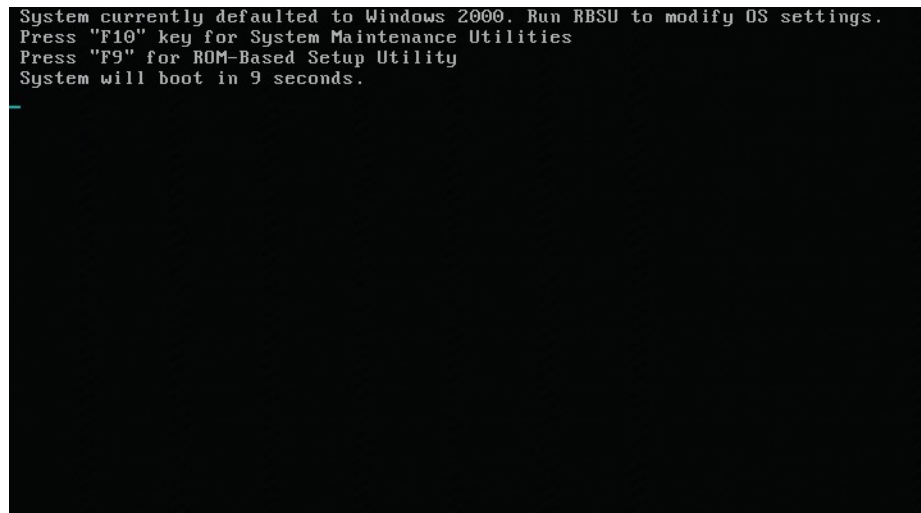 System currently defaulted to Windows 2000. Run RBSU to modify OS settings.
Press "F10" key for System Maintenance Utilities
Press "F9" for ROM-Based Setup Utility
System will boot in 9 seconds.